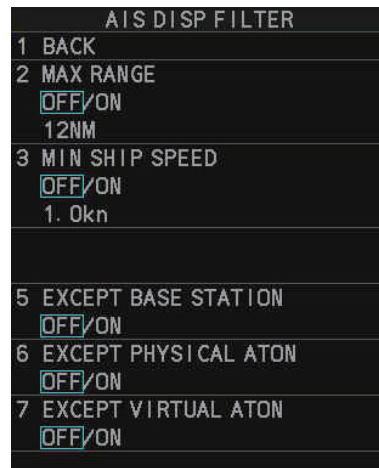 AIS DISP FILTER
1 BACK
2 MAX RANGE
OFF/ON
12NM
3 MIN SHIP SPEED
OFF/ON
1.0kn
5 EXCEPT BASE STATION
OFF/ON
6 EXCEPT PHYSICAL ATON
OFF/ON
7 EXCEPT VIRTUAL ATON
OFF/ON